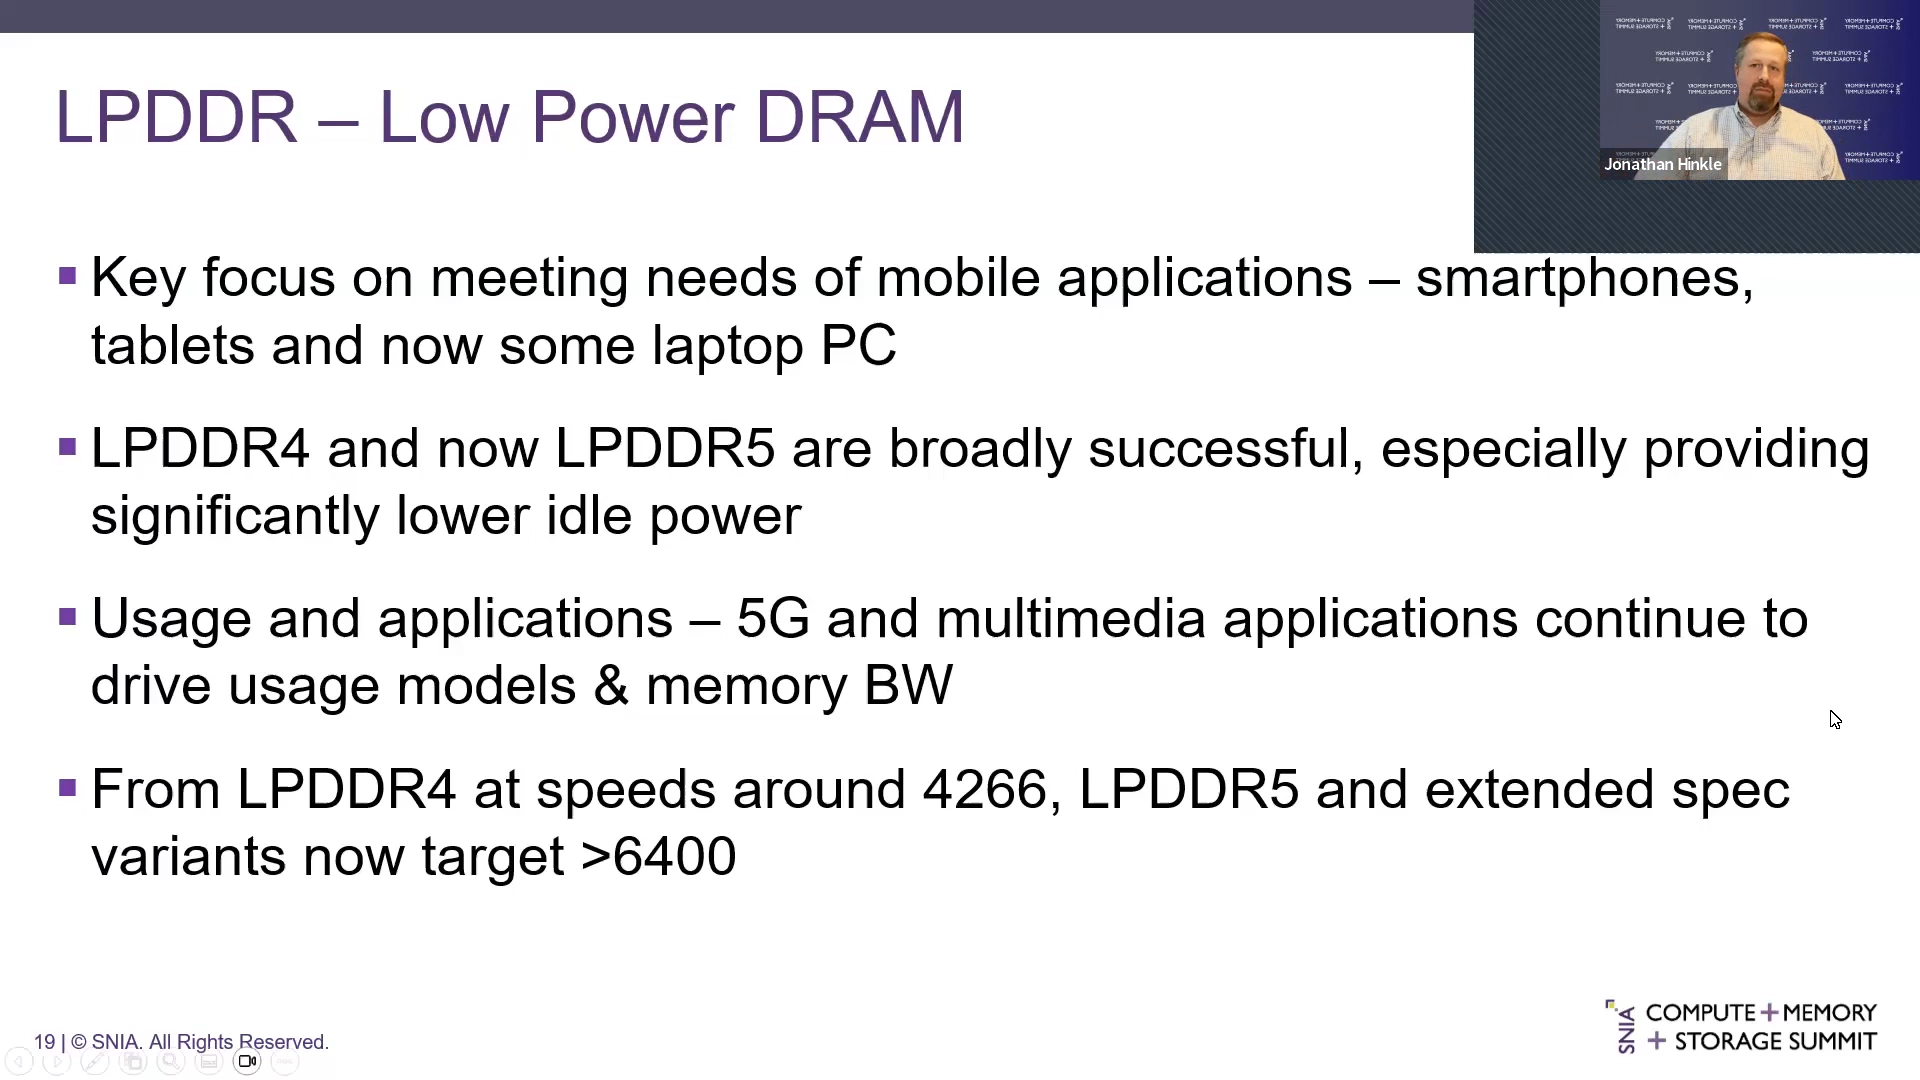 LPDDR – Low Power DRAM
Jonathan Hinkle
▪ Key focus on meeting needs of mobile applications – smartphones,
tablets and now some laptop PC
▪ LPDDR4 and now LPDDR5 are broadly successful, especially providing
significantly lower idle power
▪ Usage and applications – 5G and multimedia applications continue to
drive usage models & memory BW
▪ From LPDDR4 at speeds around 4266, LPDDR5 and extended spec
variants now target >6400
19 | © SNIA. All Rights Reserved.
SNIA
COMPUTE+MEMORY
+ STORAGE SUMMIT